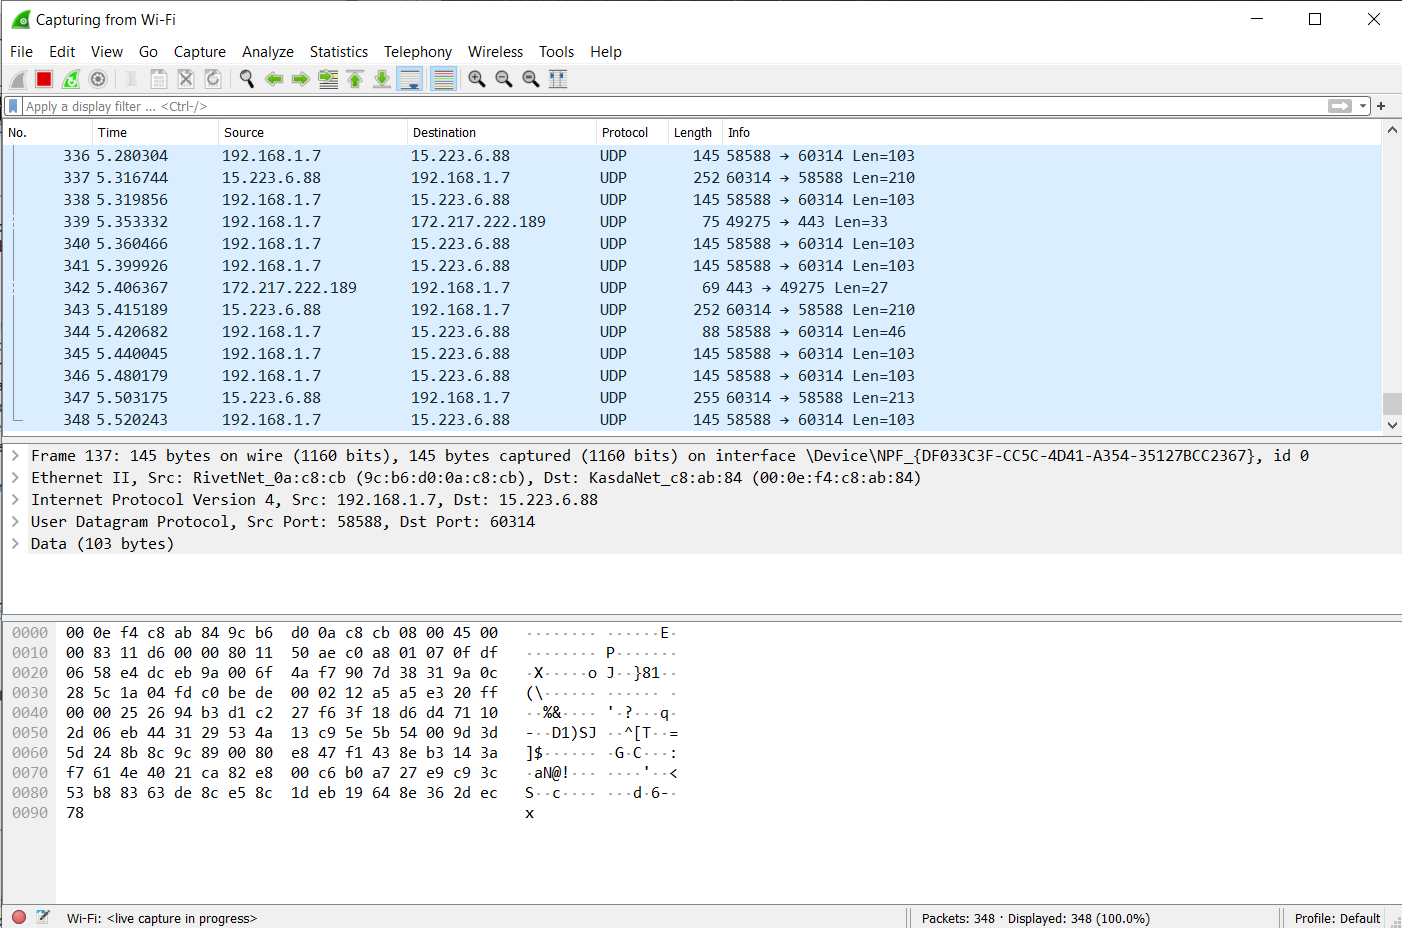 Capturing from Wi-Fi
File Edit View Go Capture Analyze Statistics Telephony Wireless Tools Help
Apply a display filter ... <Ctrl-/>
No. Time Source Destination Protocol Length Info
336 5.280304 192.168.1.7 15.223.6.88 UDP 145 58588 → 60314 Len=103
337 5.316744 15.223.6.88 192.168.1.7 UDP 252 60314 → 58588 Len=210
338 5.319856 192.168.1.7 15.223.6.88 UDP 145 58588 → 60314 Len=103
339 5.353332 192.168.1.7 172.217.222.189 UDP 75 49275 → 443 Len=33
340 5.360466 192.168.1.7 15.223.6.88 UDP 145 58588 → 60314 Len=103
341 5.399926 192.168.1.7 15.223.6.88 UDP 145 58588 → 60314 Len=103
342 5.406367 172.217.222.189 192.168.1.7 UDP 69 443 → 49275 Len=27
343 5.415189 15.223.6.88 192.168.1.7 UDP 252 60314 → 58588 Len=210
344 5.420682 192.168.1.7 15.223.6.88 UDP 88 58588 → 60314 Len=46
345 5.440045 192.168.1.7 15.223.6.88 UDP 145 58588 → 60314 Len=103
346 5.480179 192.168.1.7 15.223.6.88 UDP 145 58588 → 60314 Len=103
347 5.503175 15.223.6.88 192.168.1.7 UDP 255 60314 → 58588 Len=213
348 5.520243 192.168.1.7 15.223.6.88 UDP 145 58588 → 60314 Len=103
Frame 137: 145 bytes on wire (1160 bits), 145 bytes captured (1160 bits) on interface \Device\NPF_{DF033C3F-CC5C-4D41-A354-35127BCC2367}, id 0
Ethernet II, Src: RivetNet_0a:c8:cb (9c:b6:d0:0a:c8:cb), Dst: KasdaNet_c8:ab:84 (00:0e:f4:c8:ab:84)
Internet Protocol Version 4, Src: 192.168.1.7, Dst: 15.223.6.88
User Datagram Protocol, Src Port: 58588, Dst Port: 60314
Data (103 bytes)
0000 00 0e f4 c8 ab 84 9c b6 d0 0a c8 cb 08 00 45 00 ········ ······E·
0010 00 83 11 d6 00 00 80 11 50 ae c0 a8 01 07 0f df ········ P·······
0020 06 58 e4 dc eb 9a 00 6f 4a f7 90 7d 38 31 9a 0c ·X·····o J··}81··
0030 28 5c 1a 04 fd c0 be de 00 02 12 a5 a5 e3 20 ff (\······ ······ ·
0040 00 00 25 26 94 b3 d1 c2 27 f6 3f 18 d6 d4 71 10 ··%&···· '·?···q·
0050 2d 06 eb 44 31 29 53 4a 13 c9 5e 5b 54 00 9d 3d -··D1)SJ ··^[T··=
0060 5d 24 8b 8c 9c 89 00 80 e8 47 f1 43 8e b3 14 3a ]$······ ·G·C···:
0070 f7 61 4e 40 21 ca 82 e8 00 c6 b0 a7 27 e9 c9 3c ·aN@!··· ····'··<
0080 53 b8 83 63 de 8c e5 8c 1d eb 19 64 8e 36 2d ec S··c···· ···d·6-·
0090 78 x
Wi-Fi: <live capture in progress> Packets: 348 · Displayed: 348 (100.0%) Profile: Default